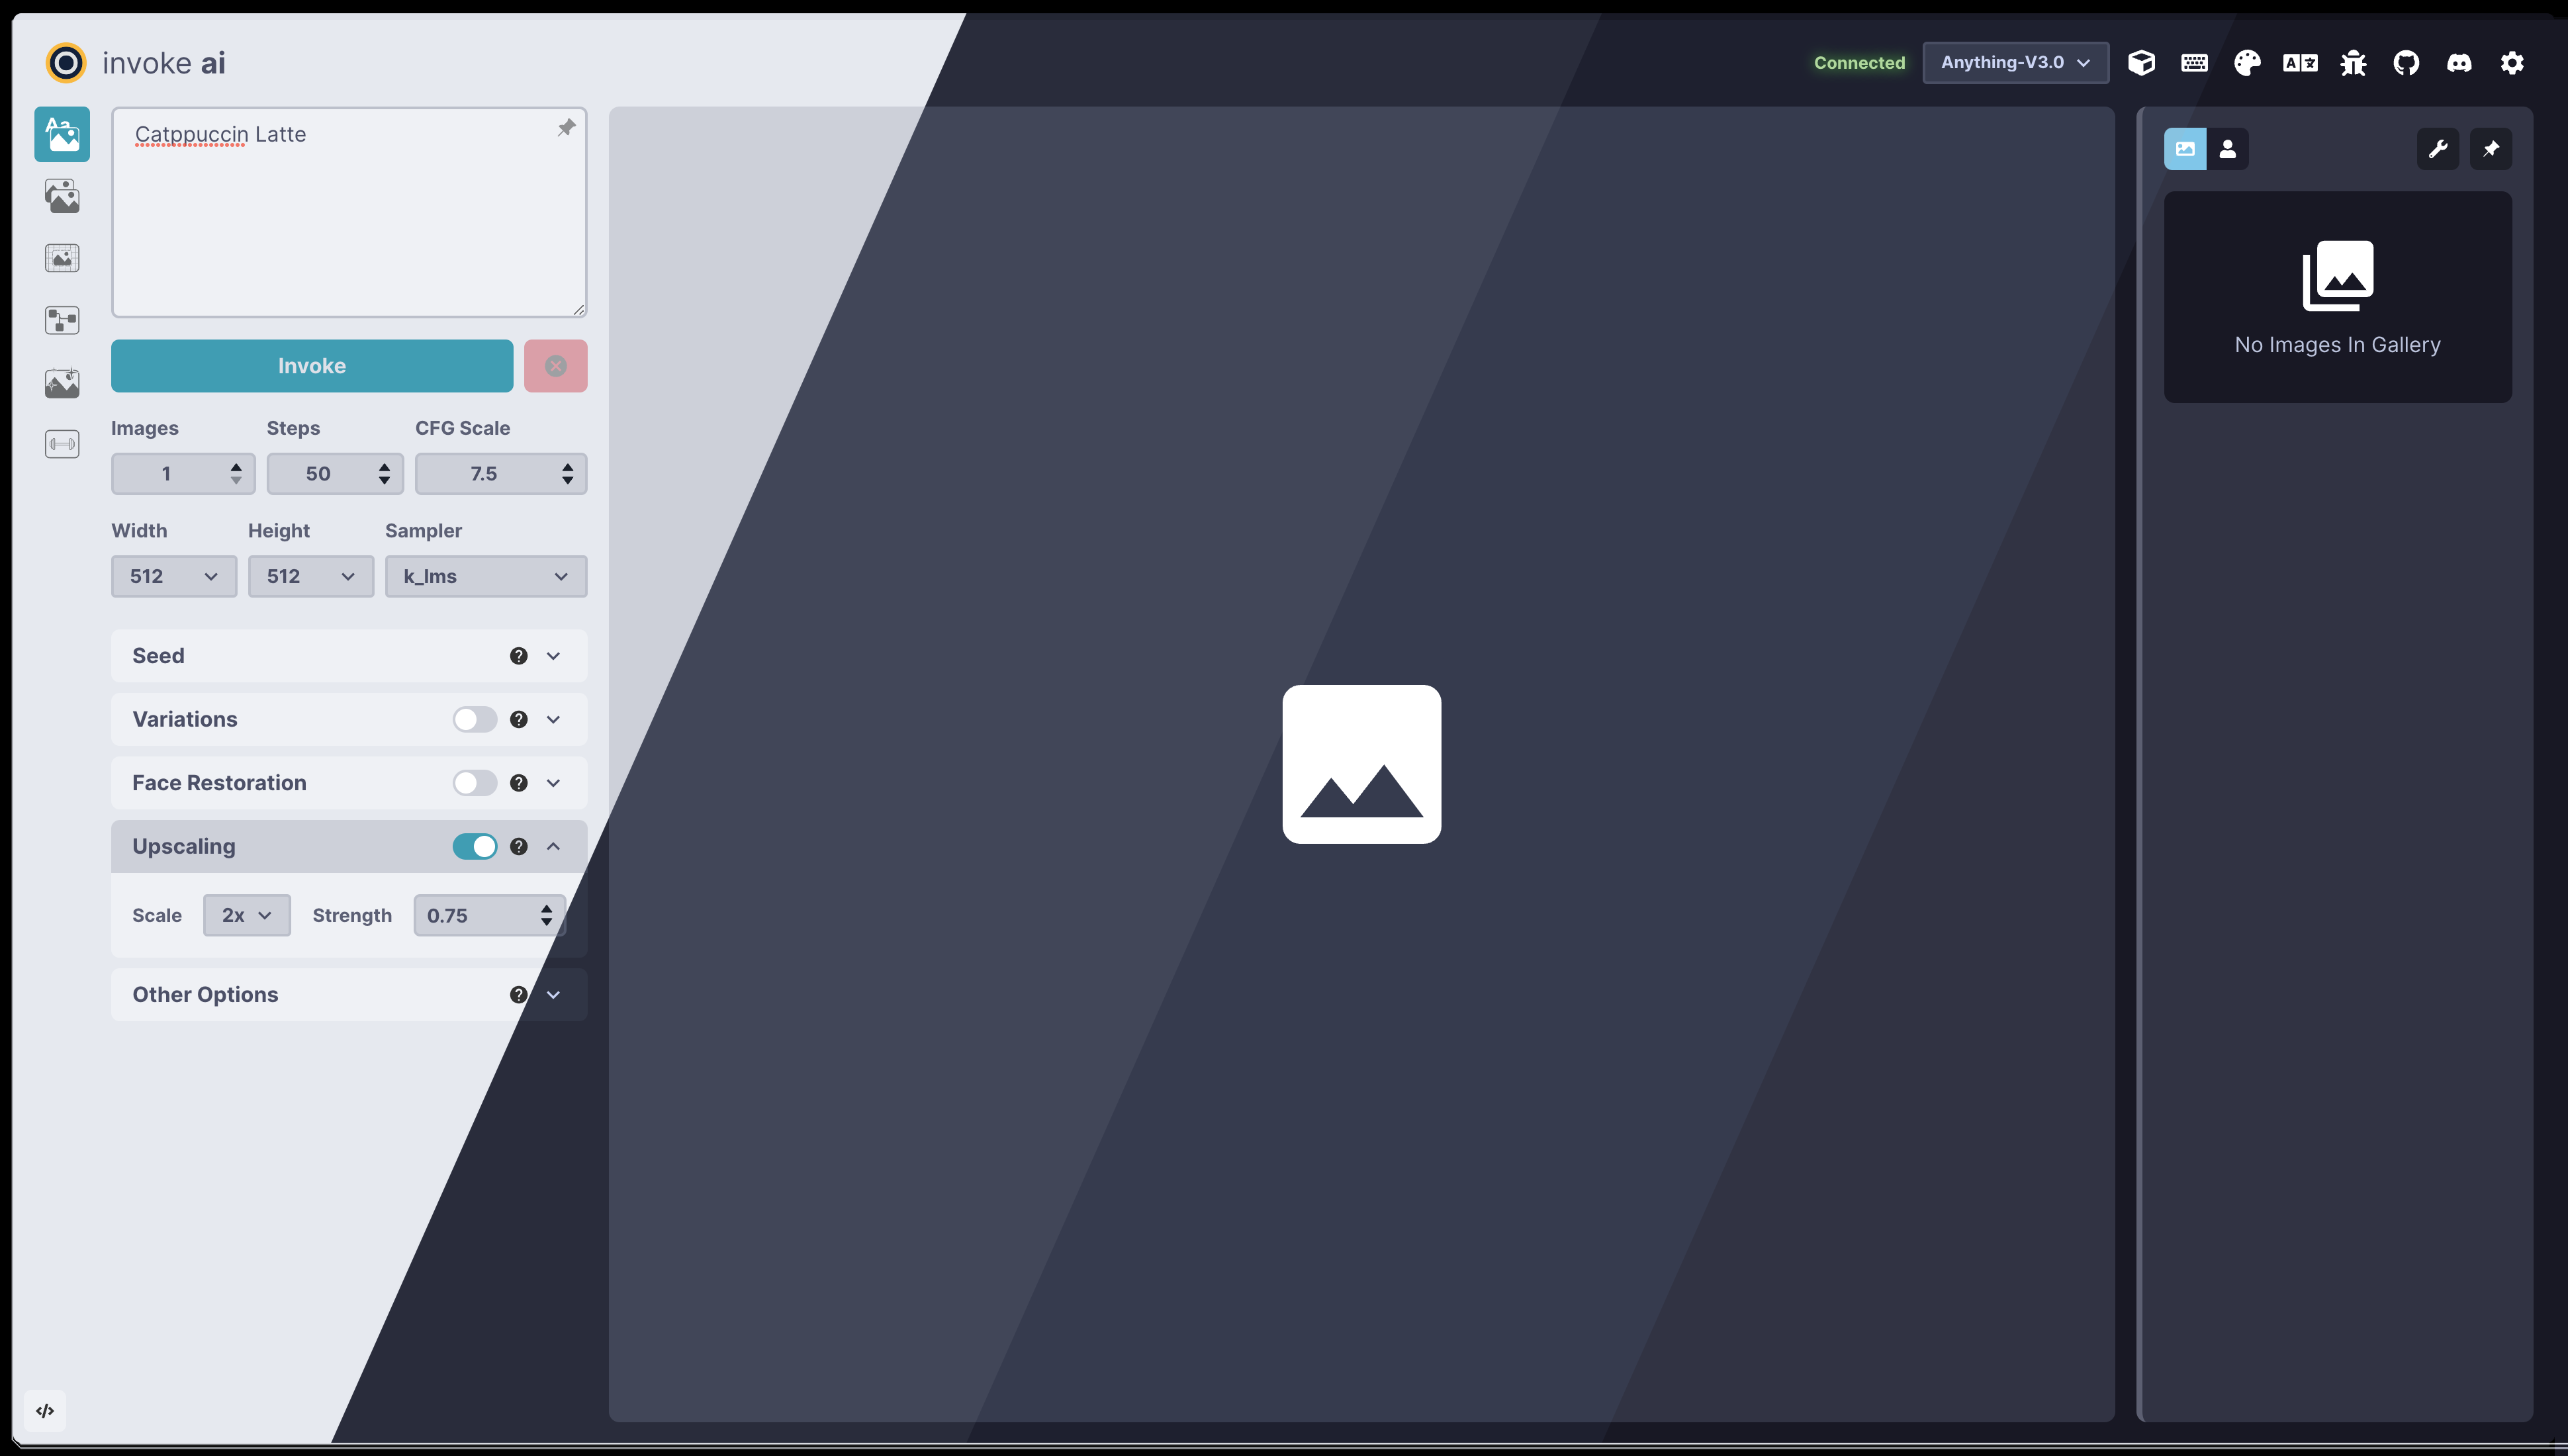 invoke ai
Connected
Anything-V3.0
Catppuccin Latte
Invoke
Images Steps CFG Scale
1 50 7.5
Width Height Sampler
512 512 k_lms
Seed
Variations
Face Restoration
Upscaling
Scale 2x Strength 0.75
Other Options
No Images In Gallery